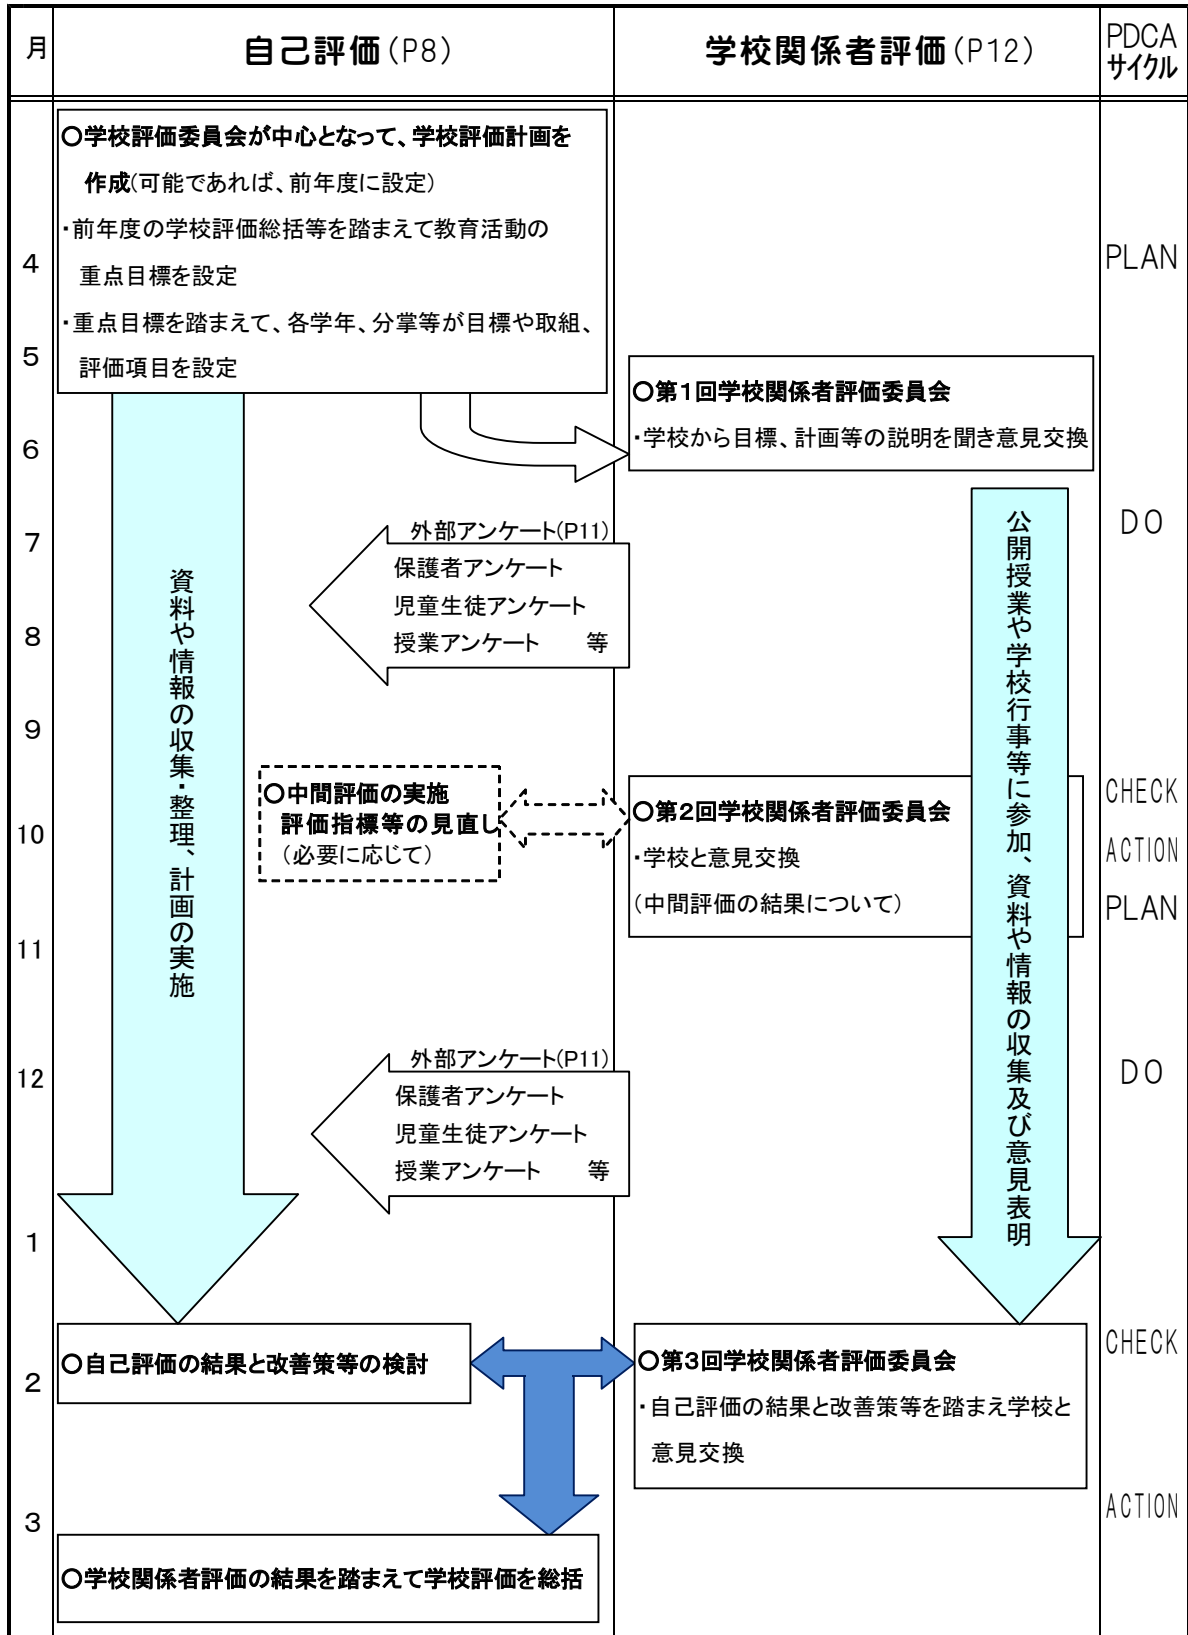 月
自己評価(P8)
学校関係者評価(P12)
PDCA
サイクル
○学校評価委員会が中心となって、学校評価計画を
作成(可能であれば、前年度に設定)
・前年度の学校評価総括等を踏まえて教育活動の
重点目標を設定
・重点目標を踏まえて、各学年、分掌等が目標や取組、
評価項目を設定
4
PLAN
5
○第1回学校関係者評価委員会
・学校から目標、計画等の説明を聞き意見交換
6
外部アンケート(P11)
保護者アンケート
児童生徒アンケート
授業アンケート　　等
7
DO
8
資料や情報の収集・整理、計画の実施
公開授業や学校行事等に参加、資料や情報の収集及び意見表明
9
○中間評価の実施
評価指標等の見直し
(必要に応じて)
○第2回学校関係者評価委員会
・学校と意見交換
(中間評価の結果について)
CHECK
10
ACTION
PLAN
11
外部アンケート(P11)
保護者アンケート
児童生徒アンケート
授業アンケート　　等
12
DO
1
○自己評価の結果と改善策等の検討
○第3回学校関係者評価委員会
・自己評価の結果と改善策等を踏まえ学校と
意見交換
CHECK
2
ACTION
3
○学校関係者評価の結果を踏まえて学校評価を総括